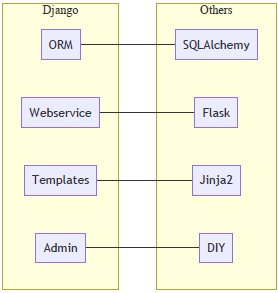 Django Others
ORM SQLAlchemy
Webservice Flask
Templates Jinja2
Admin DIY